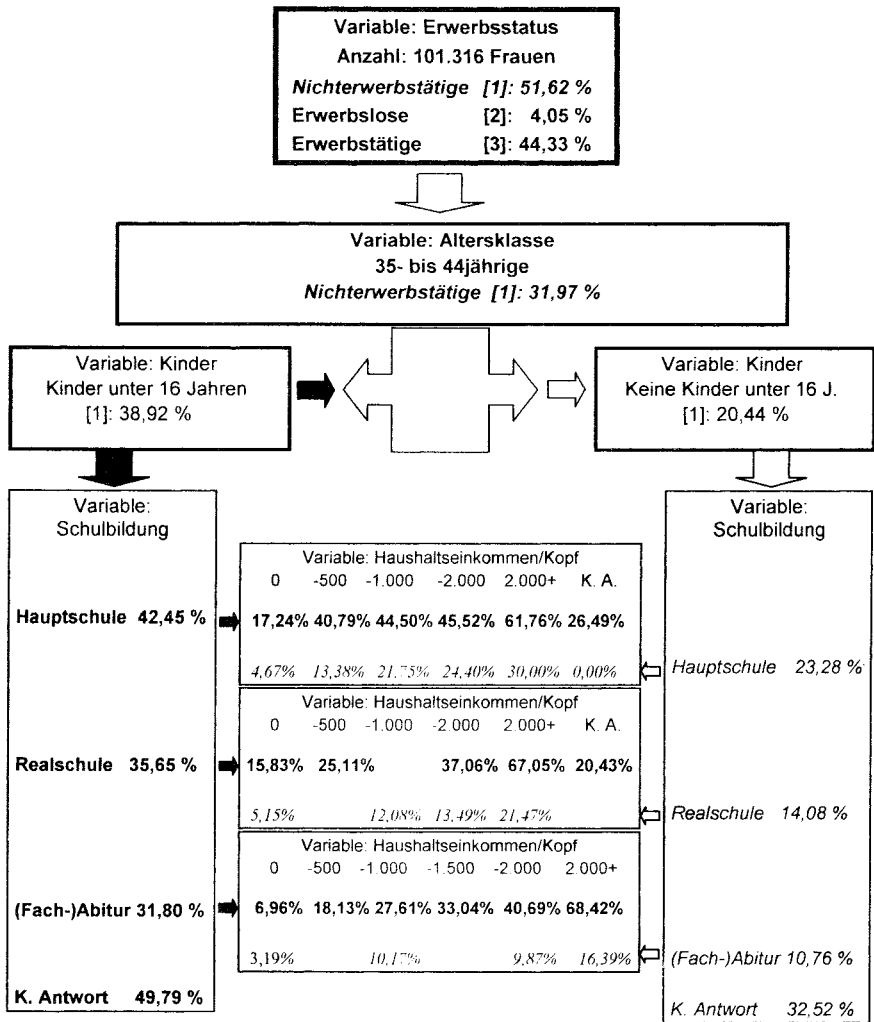 Variable: Erwerbsstatus
Anzahl: 101.316 Frauen
Nichterwerbstätige [1]: 51,62 %
Erwerbslose [2]: 4,05 %
Erwerbstätige [3]: 44,33 %
Variable: Altersklasse
35- bis 44jährige
Nichterwerbstätige [1]: 31,97 %
Variable: Kinder
Kinder unter 16 Jahren
[1]: 38,92 %
Variable: Kinder
Keine Kinder unter 16 J.
[1]: 20,44 %
Variable:
Schulbildung
Hauptschule 42,45 %
Realschule 35,65 %
(Fach-)Abitur 31,80 %
K. Antwort 49,79 %
Variable: Haushaltseinkommen/Kopf
0 -500 -1.000 -2.000 2.000+ K. A.
17,24% 40,79% 44,50% 45,52% 61,76% 26,49%
4,67% 13,38% 21,75% 24,40% 30,00% 0,00%
Variable: Haushaltseinkommen/Kopf
0 -500 -1.000 -2.000 2.000+ K. A.
15,83% 25,11% 37,06% 67,05% 20,43%
5,15% 12,08% 13,49% 21,47%
Variable: Haushaltseinkommen/Kopf
0 -500 -1.000 -1.500 -2.000 2.000+
6,96% 18,13% 27,61% 33,04% 40,69% 68,42%
3,19% 10,17% 9,87% 16,39%
Variable:
Schulbildung
Hauptschule 23,28 %
Realschule 14,08 %
(Fach-)Abitur 10,76 %
K. Antwort 32,52 %